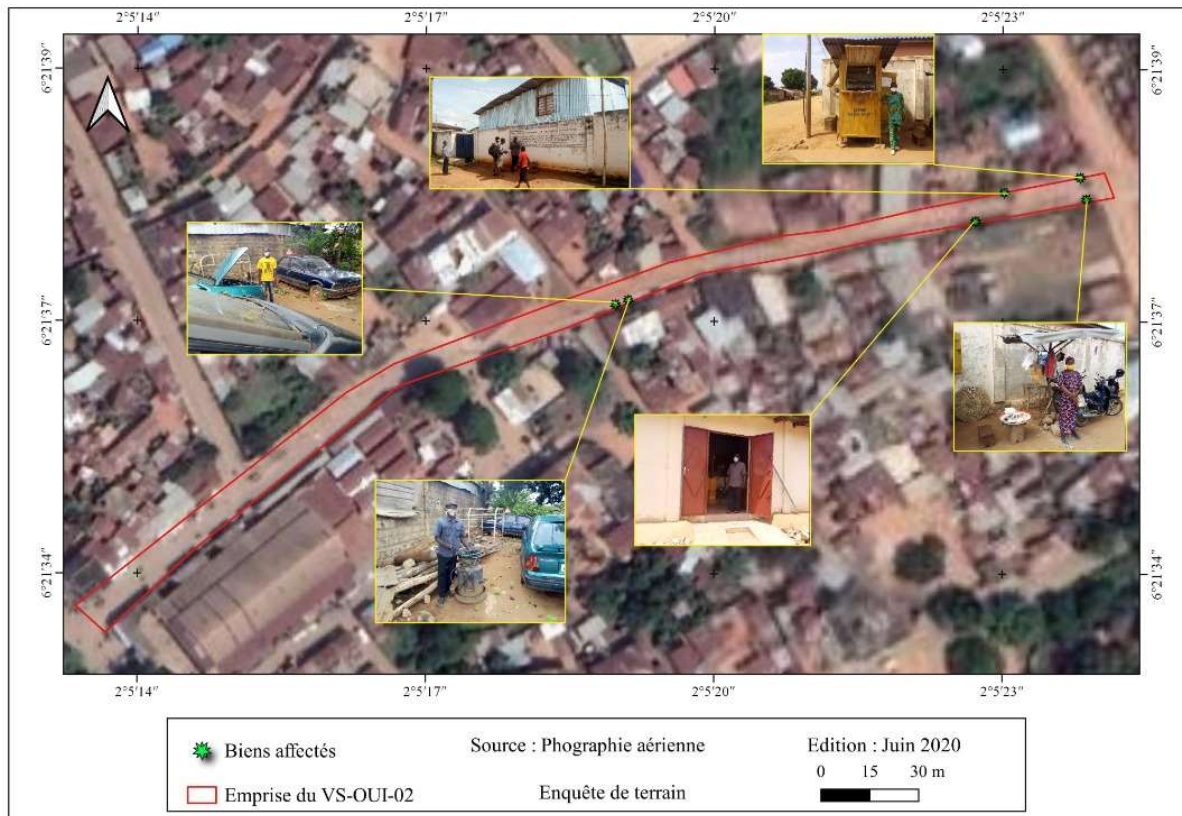 2°5'14" 2°5'17" 2°5'20" 2°5'23"
6°21'39" 6°21'39"
6°21'37" 6°21'37"
6°21'34" 6°21'34"
2°5'14" 2°5'17" 2°5'20" 2°5'23"
Biens affectés Source : Phographie aérienne Edition : Juin 2020
0 15 30 m
Emprise du VS-OUI-02 Enquête de terrain